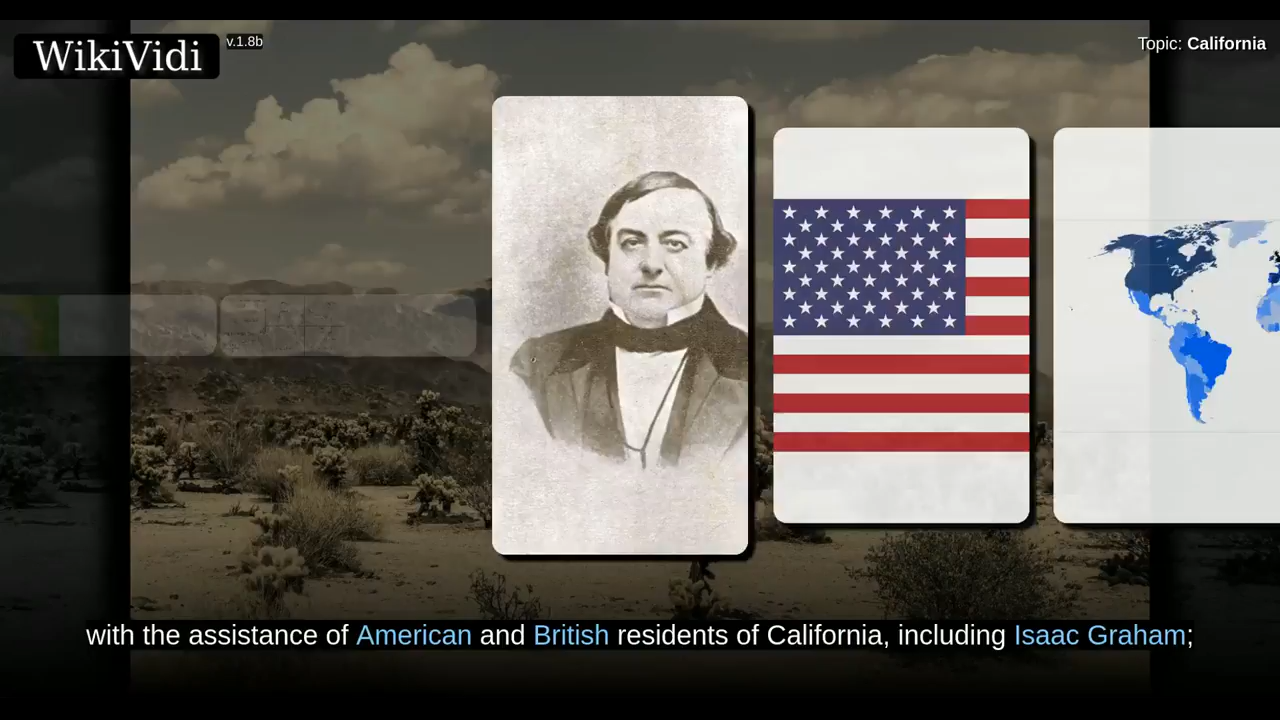 WikiVidi
v.1.8b
Topic: California
with the assistance of American and British residents of California, including Isaac Graham;